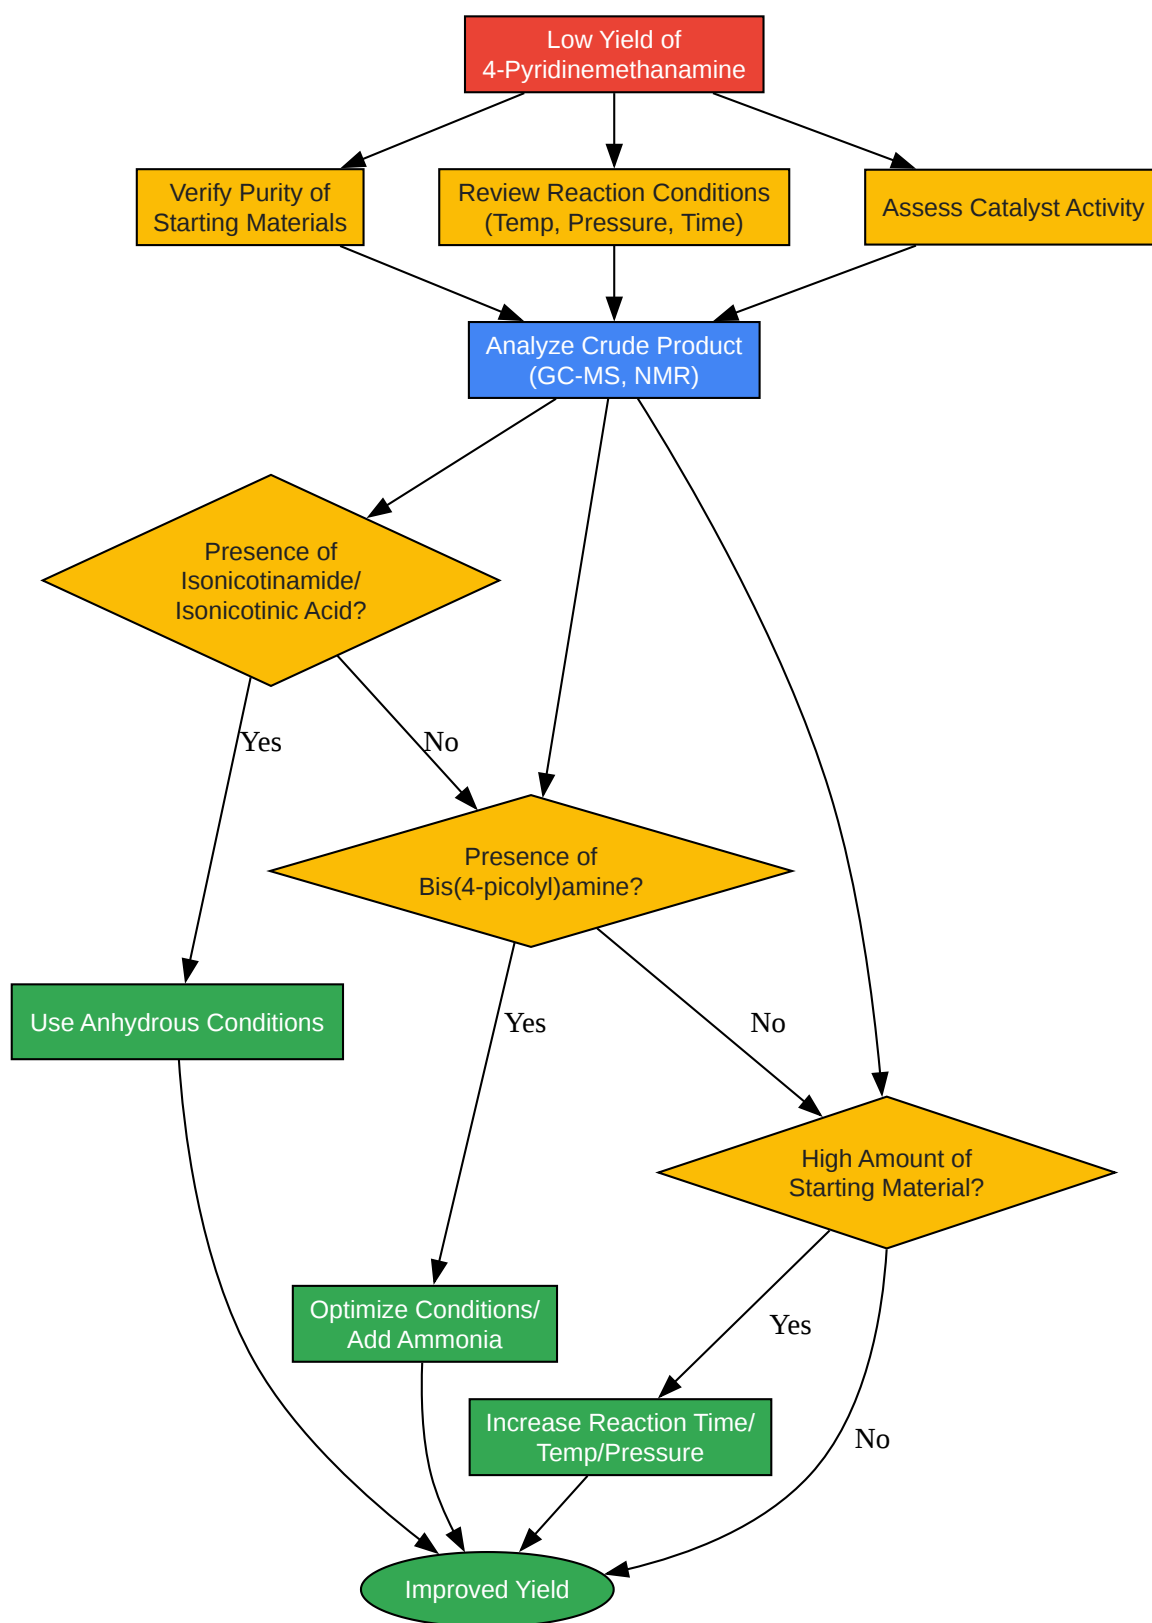 Low Yield of
4-Pyridinemethanamine
Verify Purity of
Starting Materials
Review Reaction Conditions
(Temp, Pressure, Time)
Assess Catalyst Activity
Analyze Crude Product
(GC-MS, NMR)
Presence of
Isonicotinamide/
Isonicotinic Acid?
Yes
No
Presence of
Bis(4-picolyl)amine?
Use Anhydrous Conditions
Yes
No
High Amount of
Starting Material?
Optimize Conditions/
Add Ammonia
Yes
Increase Reaction Time/
Temp/Pressure
No
Improved Yield